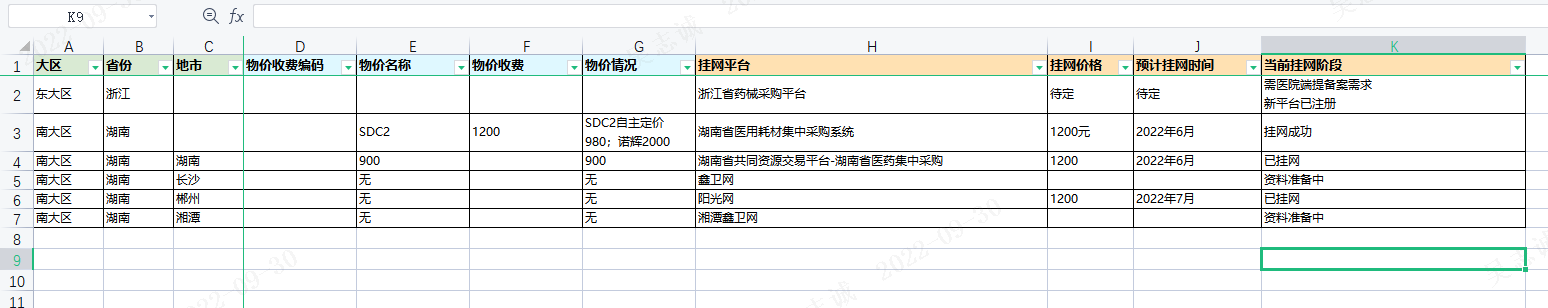 K9 fx
A B C D E F G H I J K
1 大区 省份 地市 物价收费编码 物价名称 物价收费 物价情况 挂网平台 挂网价格 预计挂网时间 当前挂网阶段
2 东大区 浙江 浙江省药械采购平台 待定 待定 需医院端提备案需求
新平台已注册
3 南大区 湖南 SDC2 1200 SDC2自主定价 湖南省医用耗材集中采购系统 1200元 2022年6月 挂网成功
980；诺辉2000
4 南大区 湖南 湖南 900 900 湖南省共同资源交易平台-湖南省医药集中采购 1200 2022年6月 已挂网
5 南大区 湖南 长沙 无 无 鑫卫网 资料准备中
6 南大区 湖南 郴州 无 无 阳光网 1200 2022年7月 已挂网
7 南大区 湖南 湘潭 无 无 湘潭鑫卫网 资料准备中
8
9
10
11
2022-09-30
2022-09-30